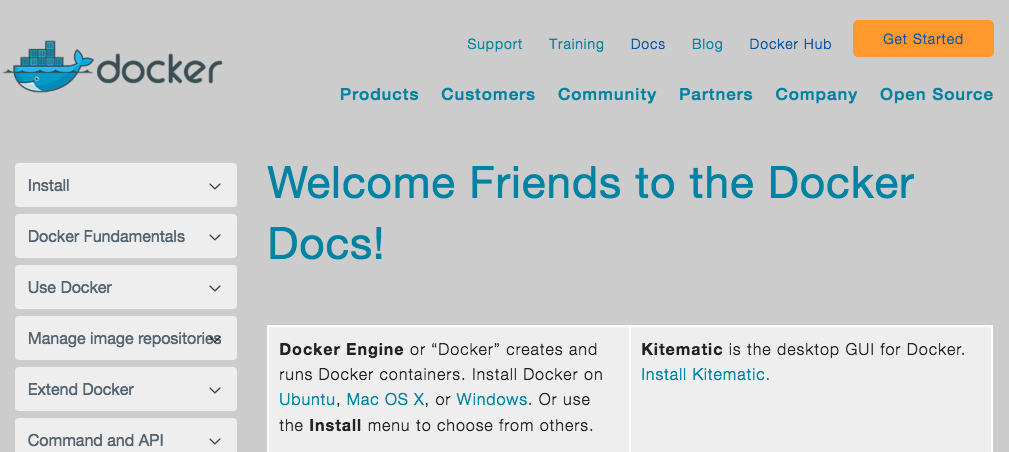 docker
Support Training Docs Blog Docker Hub Get Started
Products Customers Community Partners Company Open Source
Install
Docker Fundamentals
Use Docker
Manage image repositories
Extend Docker
Command and API
Welcome Friends to the Docker
Docs!
Docker Engine or “Docker” creates and
runs Docker containers. Install Docker on
Ubuntu, Mac OS X, or Windows. Or use
the Install menu to choose from others.
Kitematic is the desktop GUI for Docker.
Install Kitematic.